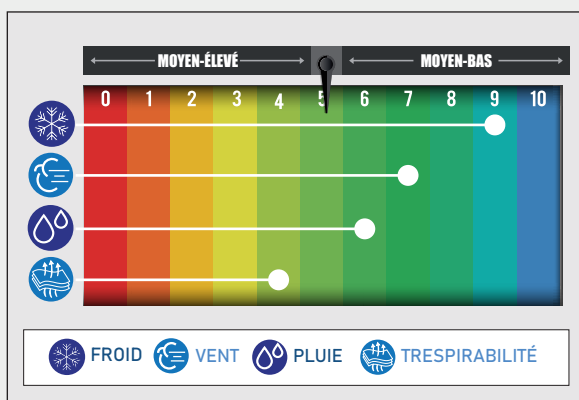 MOYEN-ÉLEVÉ MOYEN-BAS
0 1 2 3 4 5 6 7 8 9 10
FROID VENT PLUIE TRESPIRABILITÉ